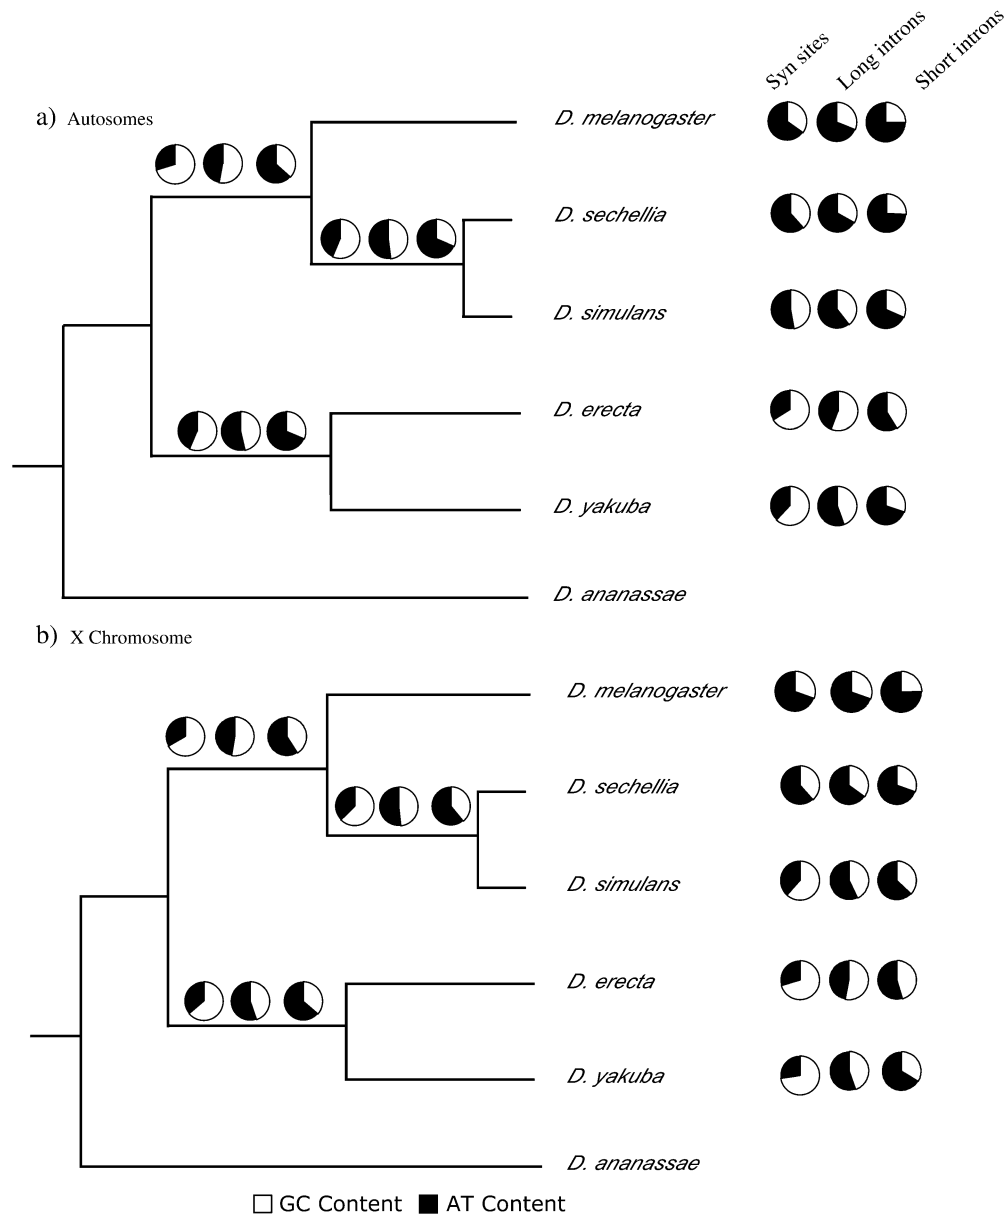 Syn sites
Long introns
Short introns
a) Autosomes
D. melanogaster
D. sechellia
D. simulans
D. erecta
D. yakuba
D. ananassae
b) X Chromosome
D. melanogaster
D. sechellia
D. simulans
D. erecta
D. yakuba
D. ananassae
GC Content AT Content